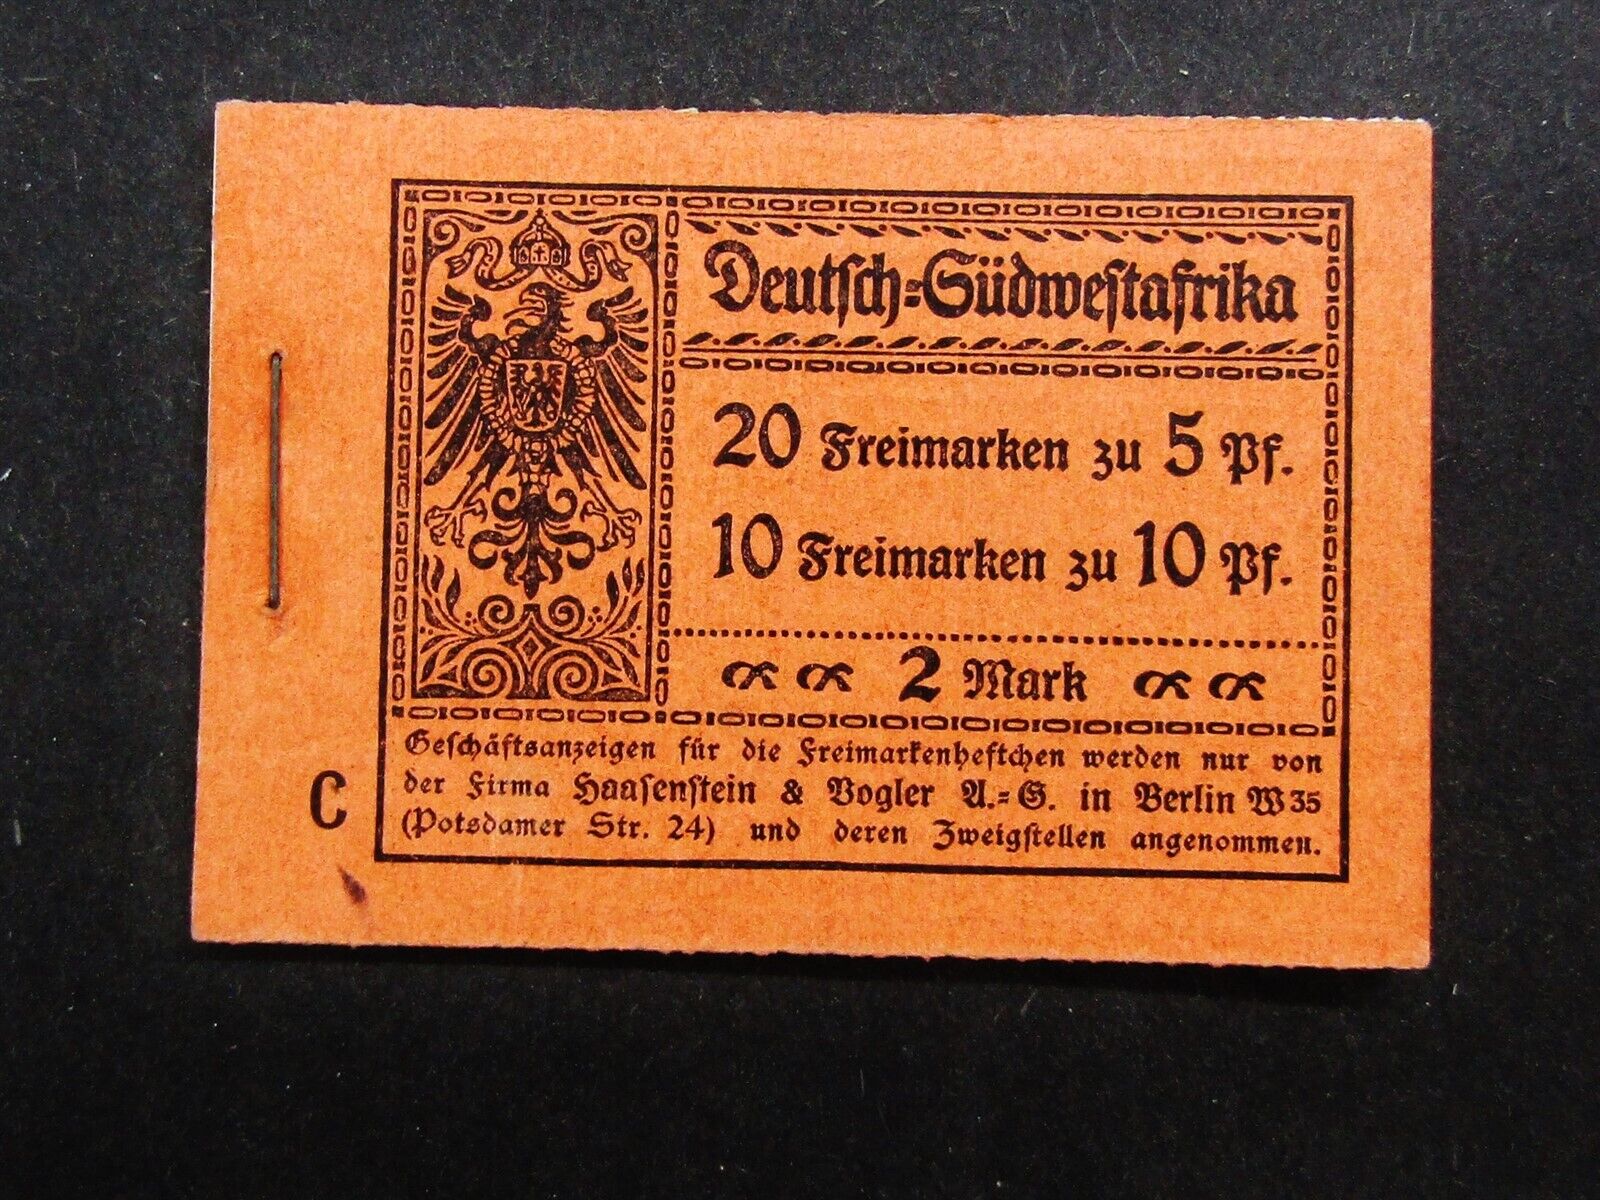 Deutsch=Südwestafrika
20 Freimarken zu 5 Pf.
10 Freimarken zu 10 Pf.
2 Mark
Geschäftsanzeigen für die Freimarkenheftchen werden nur von
der Firma Haasenstein & Vogler A.=G. in Berlin W 35
(Potsdamer Str. 24) und deren Zweigstellen angenommen.
C